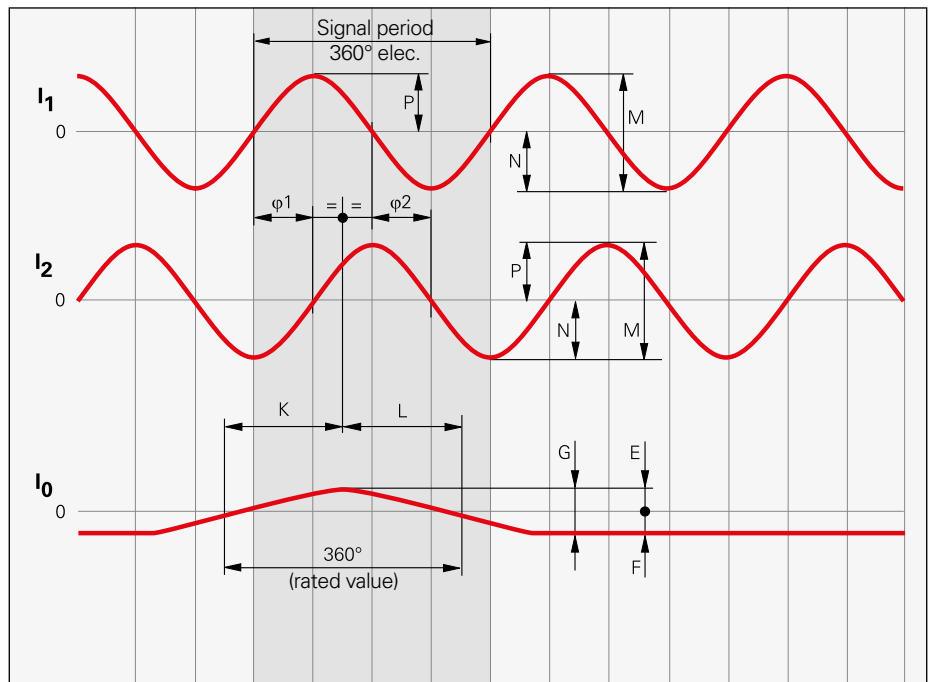 Signal period
360° elec.
I1
P
M
0
N
φ1
= =
φ2
I2
P
0
N
M
K
L
G
E
I0
0
360°
(rated value)
F